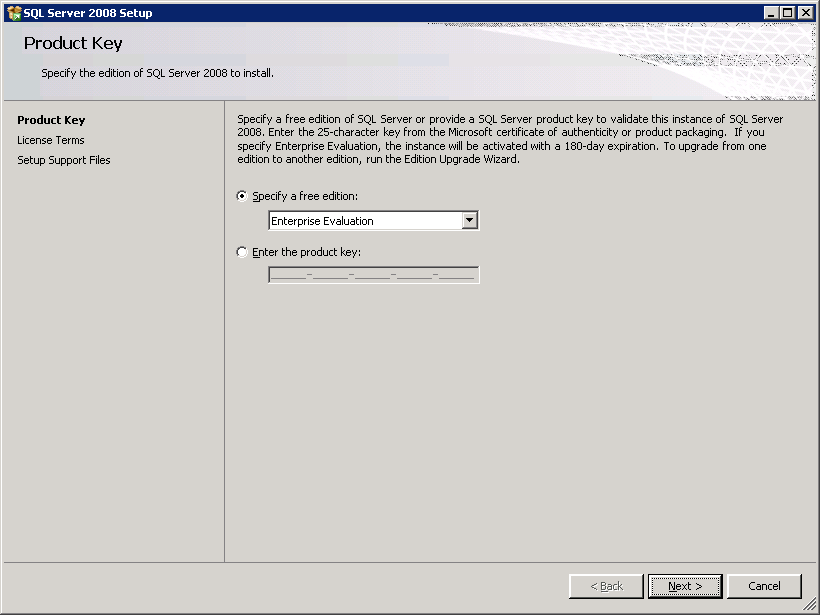 SQL Server 2008 Setup
Product Key
Specify the edition of SQL Server 2008 to install.
Product Key
License Terms
Setup Support Files
Specify a free edition of SQL Server or provide a SQL Server product key to validate this instance of SQL Server
2008. Enter the 25-character key from the Microsoft certificate of authenticity or product packaging.  If you
specify Enterprise Evaluation, the instance will be activated with a 180-day expiration. To upgrade from one
edition to another edition, run the Edition Upgrade Wizard.
Specify a free edition:
Enterprise Evaluation
Enter the product key:
_____-_____-_____-_____-_____
< Back
Next >
Cancel